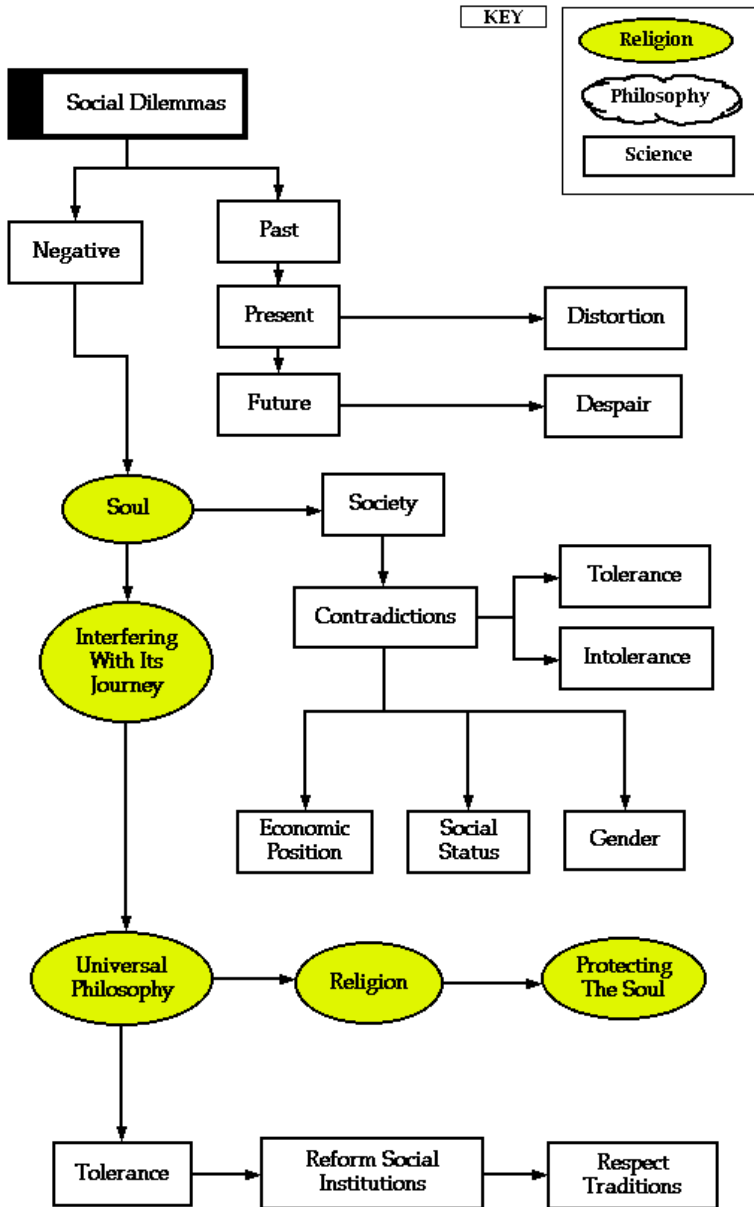 KEY
Religion
Philosophy
Science
Social Dilemmas
Negative
Past
Present
Distortion
Future
Despair
Soul
Society
Contradictions
Tolerance
Intolerance
Interfering
With Its
Journey
Economic
Position
Social
Status
Gender
Universal
Philosophy
Religion
Protecting
The Soul
Tolerance
Reform Social
Institutions
Respect
Traditions